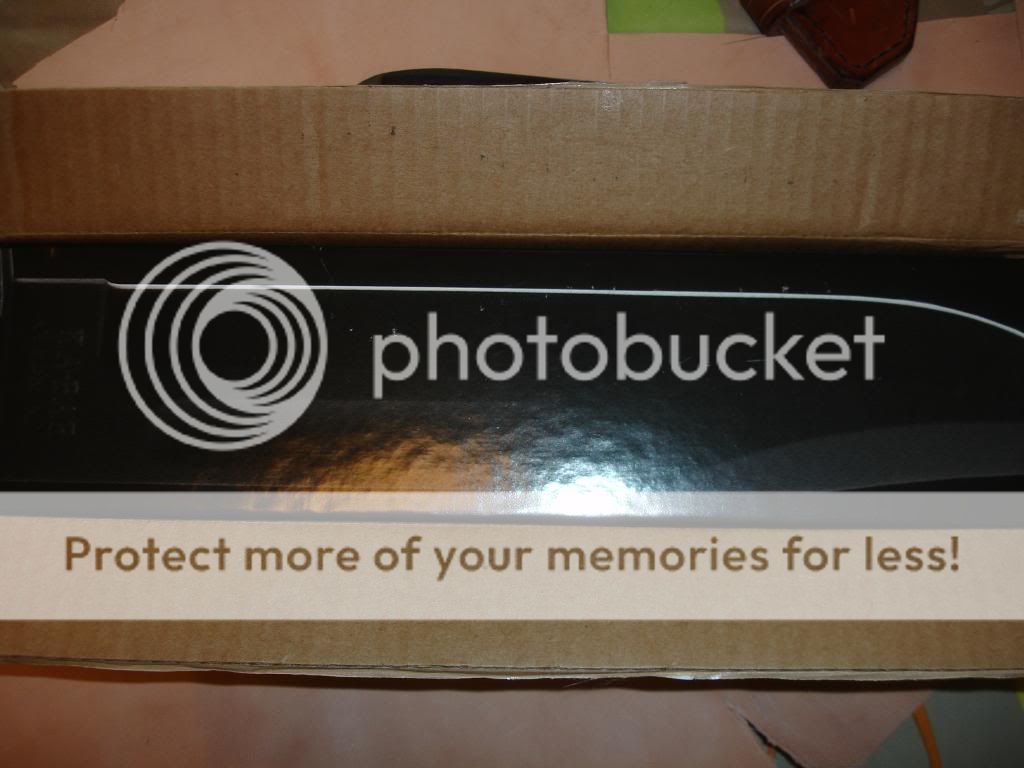 photobucket
Protect more of your memories for less!